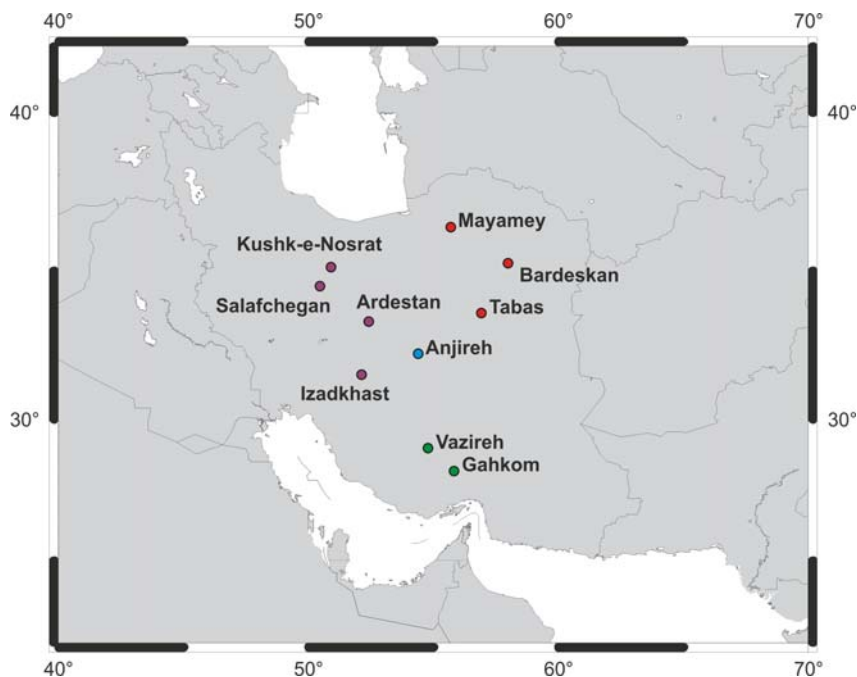 40° 50° 60° 70°
40° 40°
Mayamey
Kushk-e-Nosrat
Bardeskan
Salafchegan
Ardestan
Tabas
Anjireh
Izadkhast
30° 30°
Vazireh
Gahkom
40° 50° 60° 70°